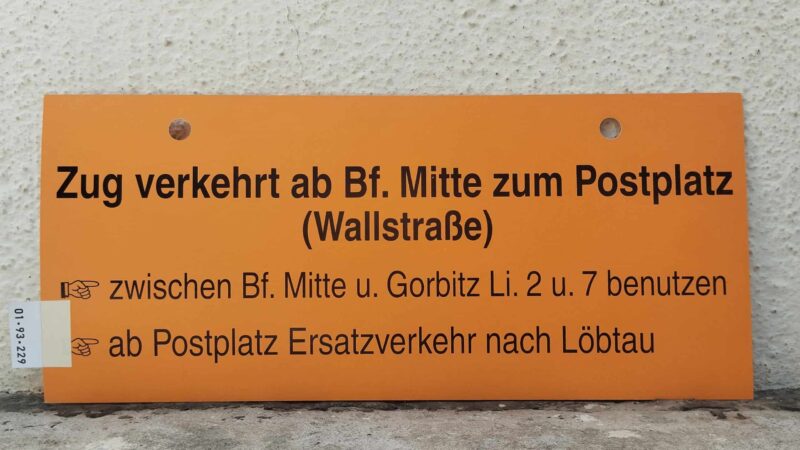 Zug verkehrt ab Bf. Mitte zum Postplatz
(Wallstraße)
☞ zwischen Bf. Mitte u. Gorbitz Li. 2 u. 7 benutzen
☞ ab Postplatz Ersatzverkehr nach Löbtau
01·93·229